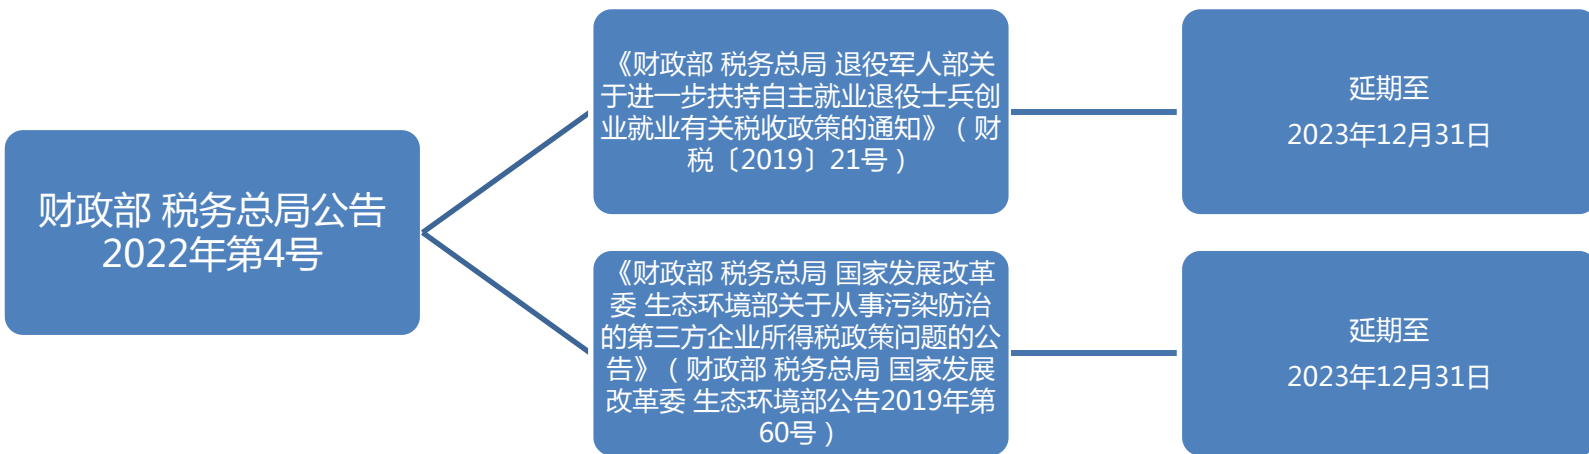 财政部 税务总局公告
2022年第4号
《财政部 税务总局 退役军人部关
于进一步扶持自主就业退役士兵创
业就业有关税收政策的通知》（财
税〔2019〕21号）
延期至
2023年12月31日
《财政部 税务总局 国家发展改革
委 生态环境部关于从事污染防治
的第三方企业所得税政策问题的公
告》（财政部 税务总局 国家发展
改革委 生态环境部公告2019年第
60号）
延期至
2023年12月31日